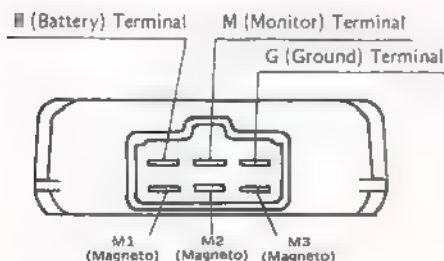 B (Battery) Terminal
M (Monitor) Terminal
G (Ground) Terminal
M1
(Magneto)
M2
(Magneto)
M3
(Magneto)